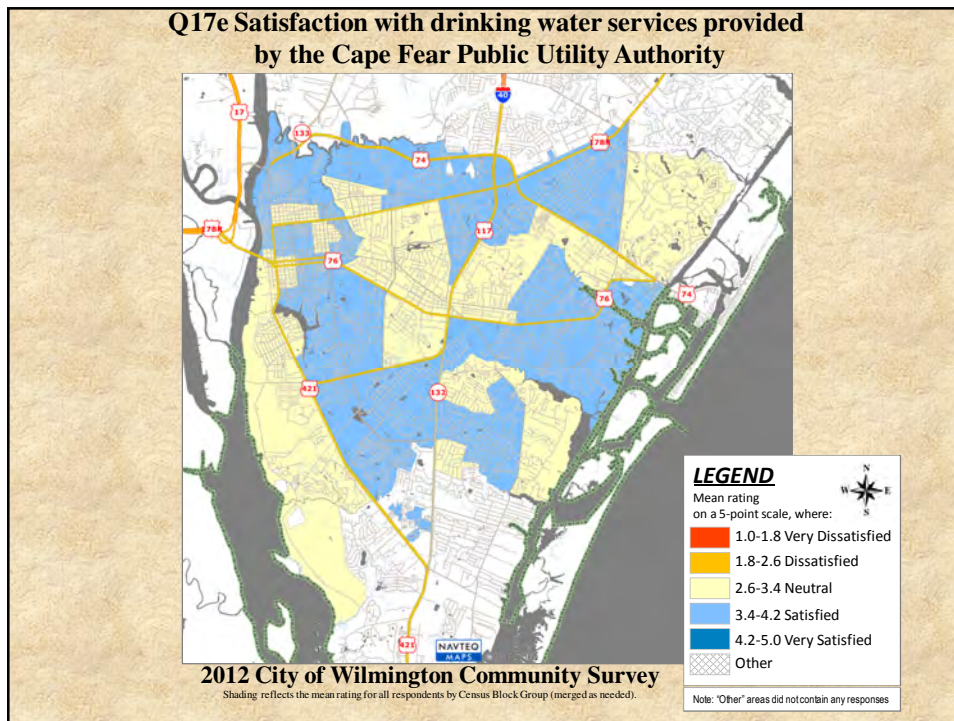 Q17e Satisfaction with drinking water services provided
by the Cape Fear Public Utility Authority
40
17
133
74
17BR
117
17BR
76
76
74
421
132
421
NAVTEQ
MAPS
LEGEND
N
W E
S
Mean rating
on a 5-point scale, where:
1.0-1.8 Very Dissatisfied
1.8-2.6 Dissatisfied
2.6-3.4 Neutral
3.4-4.2 Satisfied
4.2-5.0 Very Satisfied
Other
Note: "Other" areas did not contain any responses
2012 City of Wilmington Community Survey
Shading reflects the mean rating for all respondents by Census Block Group (merged as needed).